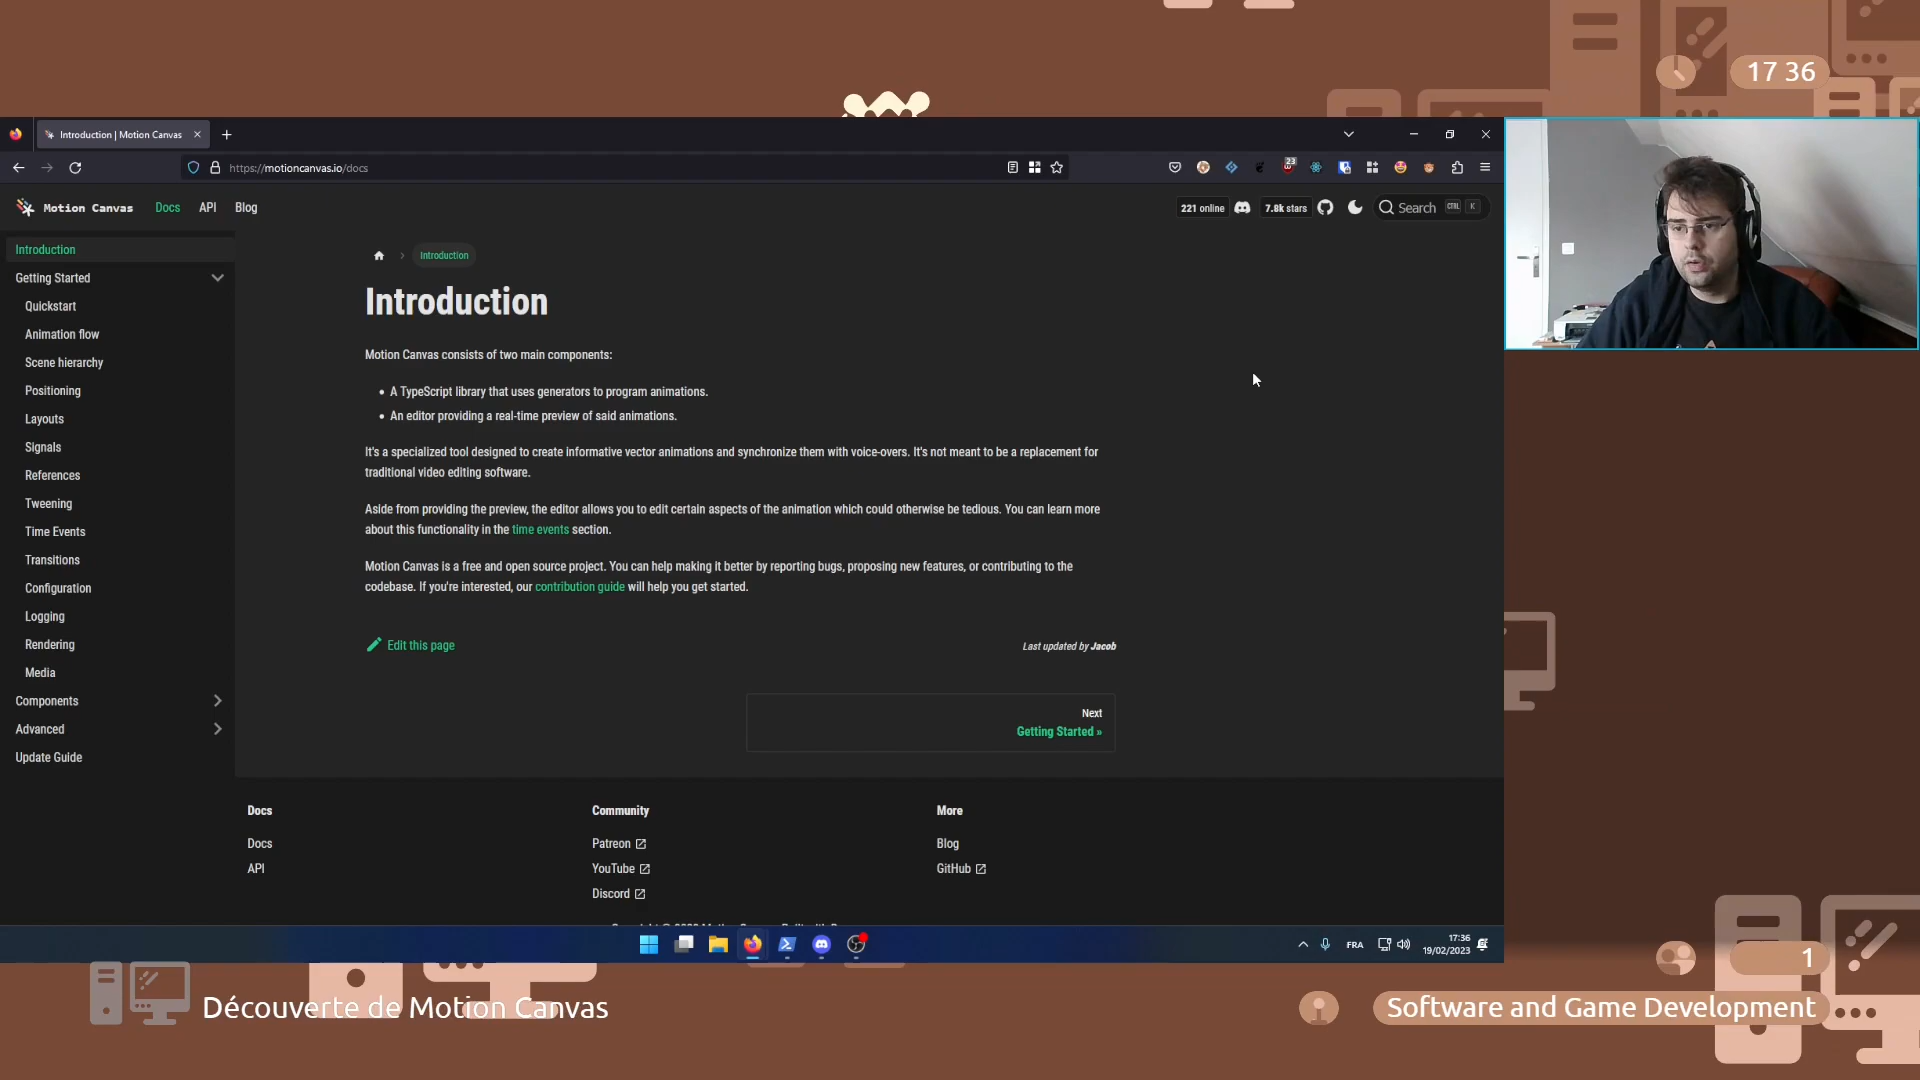 17 36
Introduction | Motion Canvas
https://motioncanvas.io/docs
23
Motion Canvas
Docs
API
Blog
221 online
7.8k stars
Search
CTRL
K
Introduction
Getting Started
Quickstart
Animation flow
Scene hierarchy
Positioning
Layouts
Signals
References
Tweening
Time Events
Transitions
Configuration
Logging
Rendering
Media
Components
Advanced
Update Guide
Introduction
Introduction
Motion Canvas consists of two main components:
• A TypeScript library that uses generators to program animations.
• An editor providing a real-time preview of said animations.
It's a specialized tool designed to create informative vector animations and synchronize them with voice-overs. It's not meant to be a replacement for
traditional video editing software.
Aside from providing the preview, the editor allows you to edit certain aspects of the animation which could otherwise be tedious. You can learn more
about this functionality in the time events section.
Motion Canvas is a free and open source project. You can help making it better by reporting bugs, proposing new features, or contributing to the
codebase. If you're interested, our contribution guide will help you get started.
Edit this page
Last updated by Jacob
Next
Getting Started »
Docs
Docs
API
Community
Patreon
YouTube
Discord
More
Blog
GitHub
FRA
17:36
19/02/2023
1
Découverte de Motion Canvas
Software and Game Development